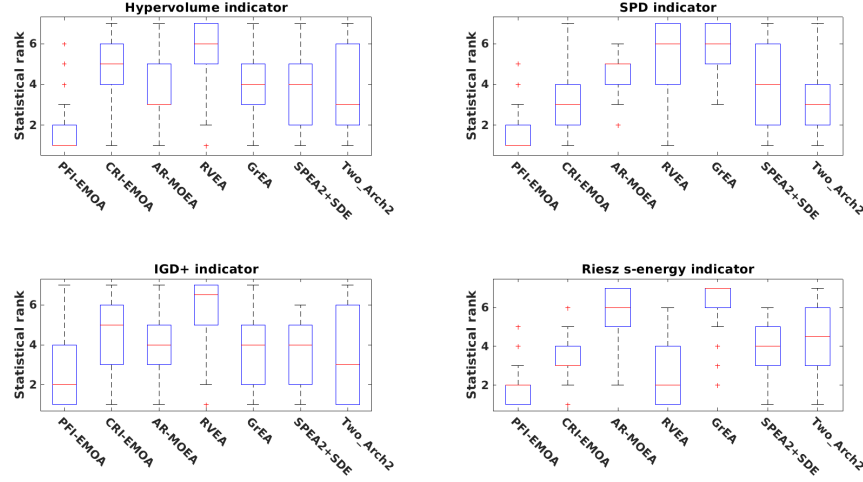 Hypervolume indicator
Statistical rank
6
4
2
PFI-EMOA
CRI-EMOA
AR-MOEA
RVEA
GrEA
SPEA2+SDE
Two_Arch2
SPD indicator
Statistical rank
6
4
2
PFI-EMOA
CRI-EMOA
AR-MOEA
RVEA
GrEA
SPEA2+SDE
Two_Arch2
IGD+ indicator
Statistical rank
6
4
2
PFI-EMOA
CRI-EMOA
AR-MOEA
RVEA
GrEA
SPEA2+SDE
Two_Arch2
Riesz s-energy indicator
Statistical rank
6
4
2
PFI-EMOA
CRI-EMOA
AR-MOEA
RVEA
GrEA
SPEA2+SDE
Two_Arch2